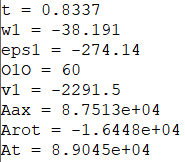 t = 0.8337
w1 = -38.191
eps1 = -274.14
O1O = 60
v1 = -2291.5
Aax = 8.7513e+04
Arot = -1.6448e+04
At = 8.9045e+04